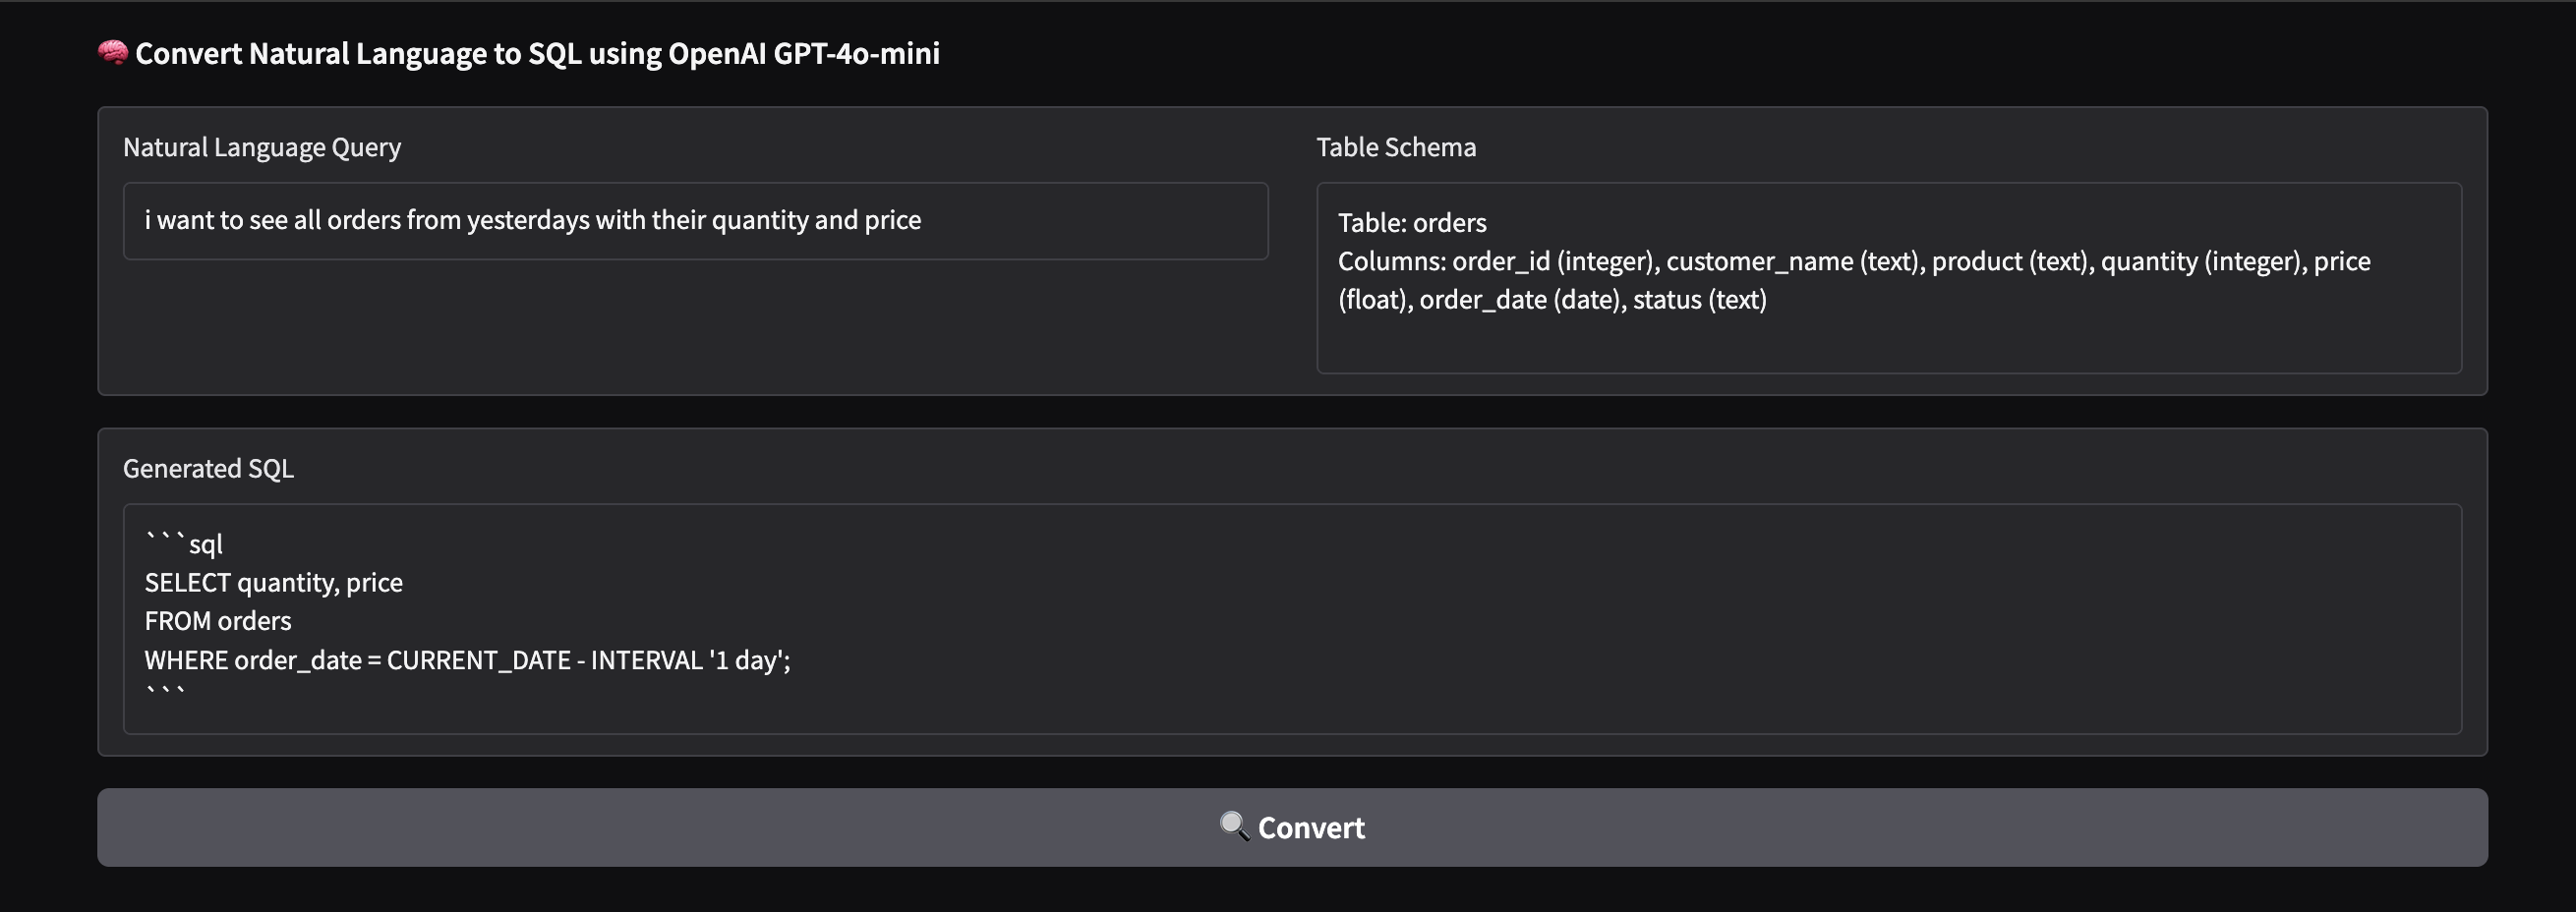 🧠 Convert Natural Language to SQL using OpenAI GPT-4o-mini
Natural Language Query
i want to see all orders from yesterdays with their quantity and price
Table Schema
Table: orders
Columns: order_id (integer), customer_name (text), product (text), quantity (integer), price
(float), order_date (date), status (text)
Generated SQL
```sql
SELECT quantity, price
FROM orders
WHERE order_date = CURRENT_DATE - INTERVAL '1 day';
```
🔍 Convert